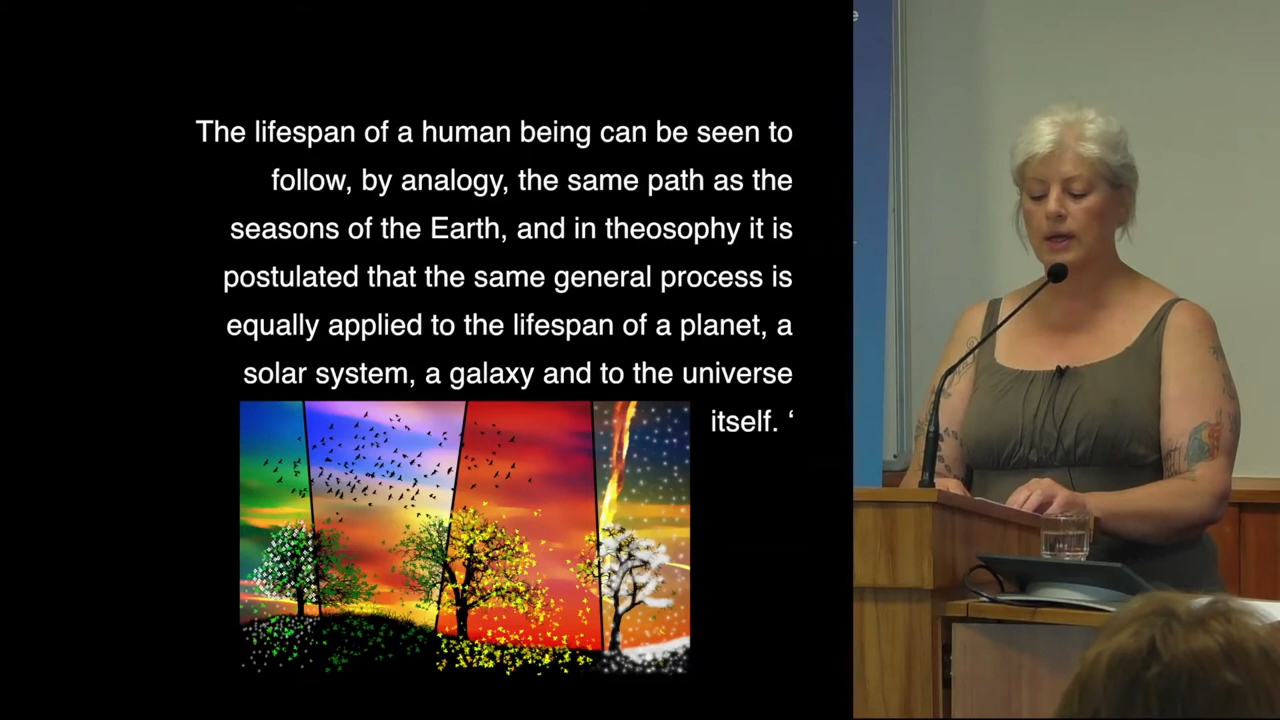 The lifespan of a human being can be seen to
follow, by analogy, the same path as the
seasons of the Earth, and in theosophy it is
postulated that the same general process is
equally applied to the lifespan of a planet, a
solar system, a galaxy and to the universe
itself. ‘
e